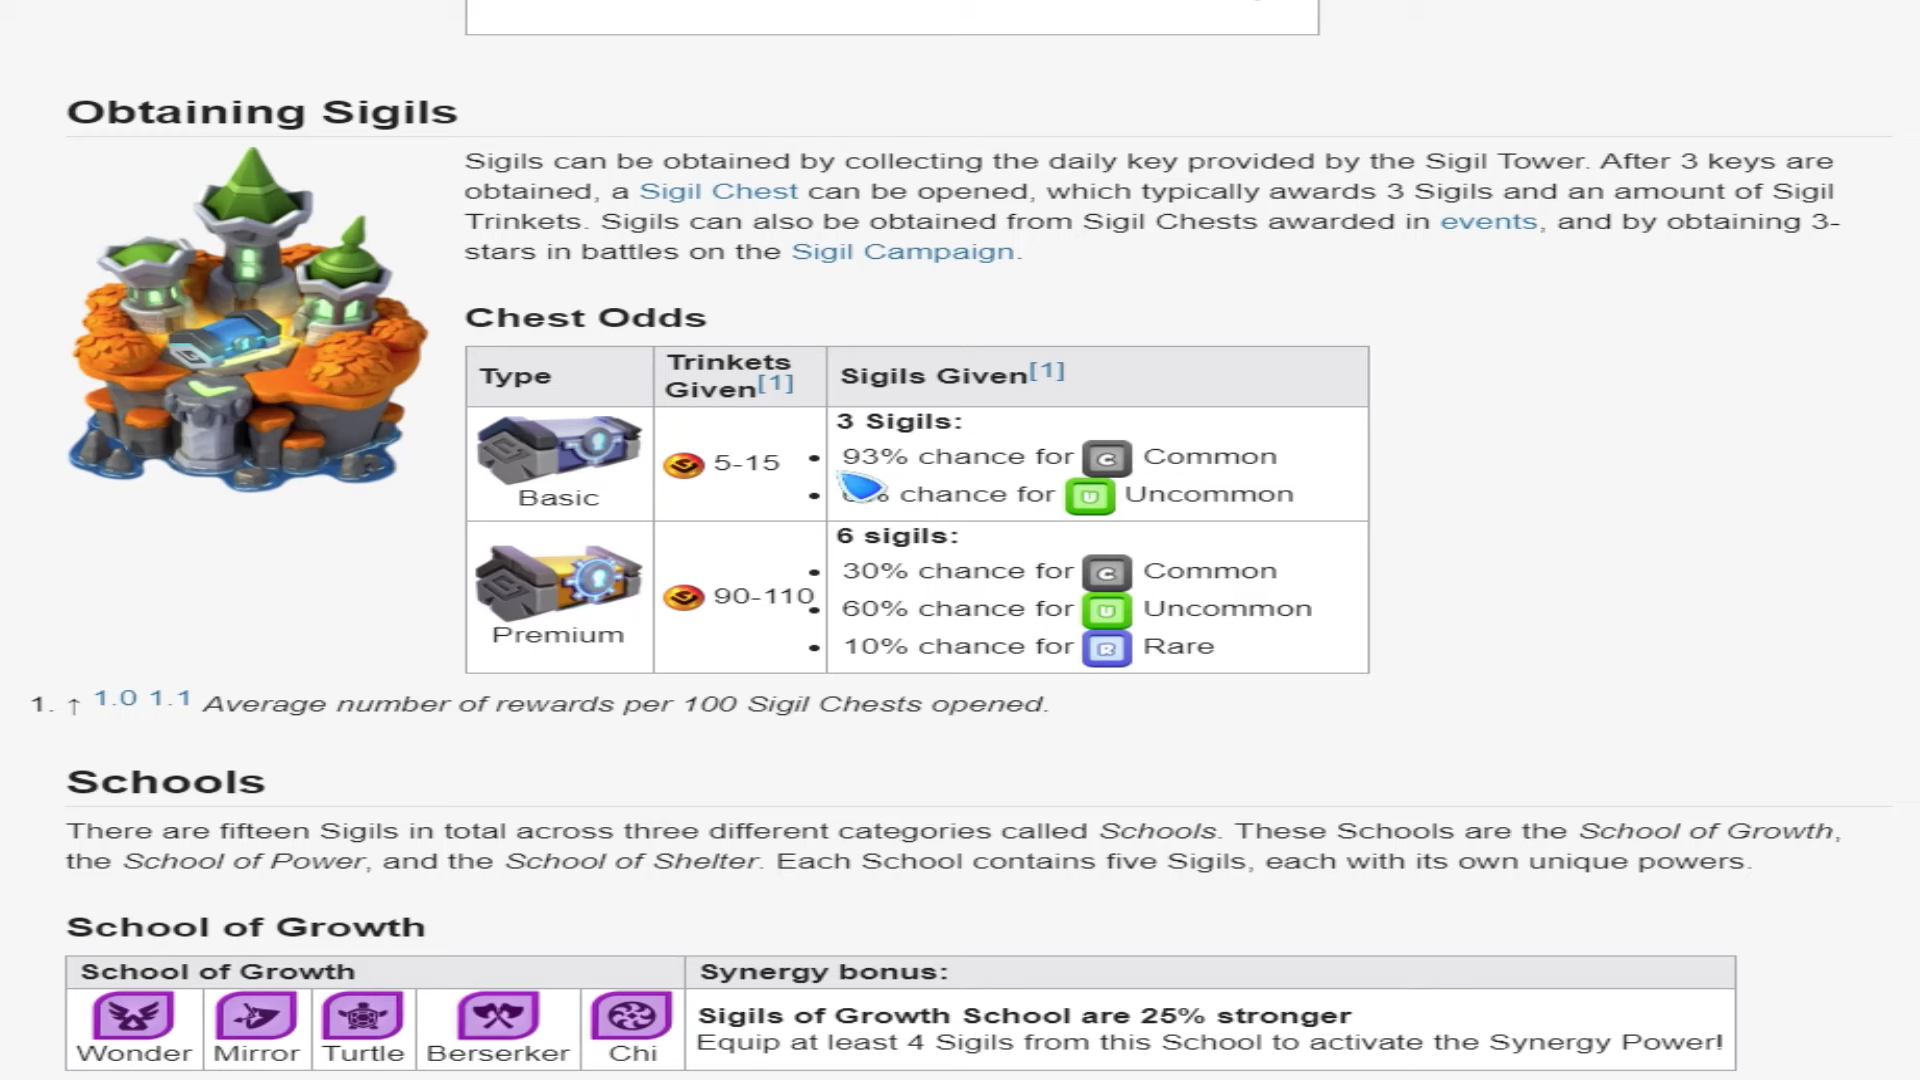 Obtaining Sigils
Sigils can be obtained by collecting the daily key provided by the Sigil Tower. After 3 keys are
obtained, a Sigil Chest can be opened, which typically awards 3 Sigils and an amount of Sigil
Trinkets. Sigils can also be obtained from Sigil Chests awarded in events, and by obtaining 3-
stars in battles on the Sigil Campaign.
Chest Odds
Type
Trinkets
Given[1]
Sigils Given[1]
Basic
5-15
3 Sigils:
• 93% chance for C Common
• chance for U Uncommon
Premium
90-110
6 sigils:
• 30% chance for C Common
• 60% chance for U Uncommon
• 10% chance for R Rare
1. ↑ 1.0 1.1 Average number of rewards per 100 Sigil Chests opened.
Schools
There are fifteen Sigils in total across three different categories called Schools. These Schools are the School of Growth,
the School of Power, and the School of Shelter. Each School contains five Sigils, each with its own unique powers.
School of Growth
School of Growth
Synergy bonus:
Wonder
Mirror
Turtle
Berserker
Chi
Sigils of Growth School are 25% stronger
Equip at least 4 Sigils from this School to activate the Synergy Power!